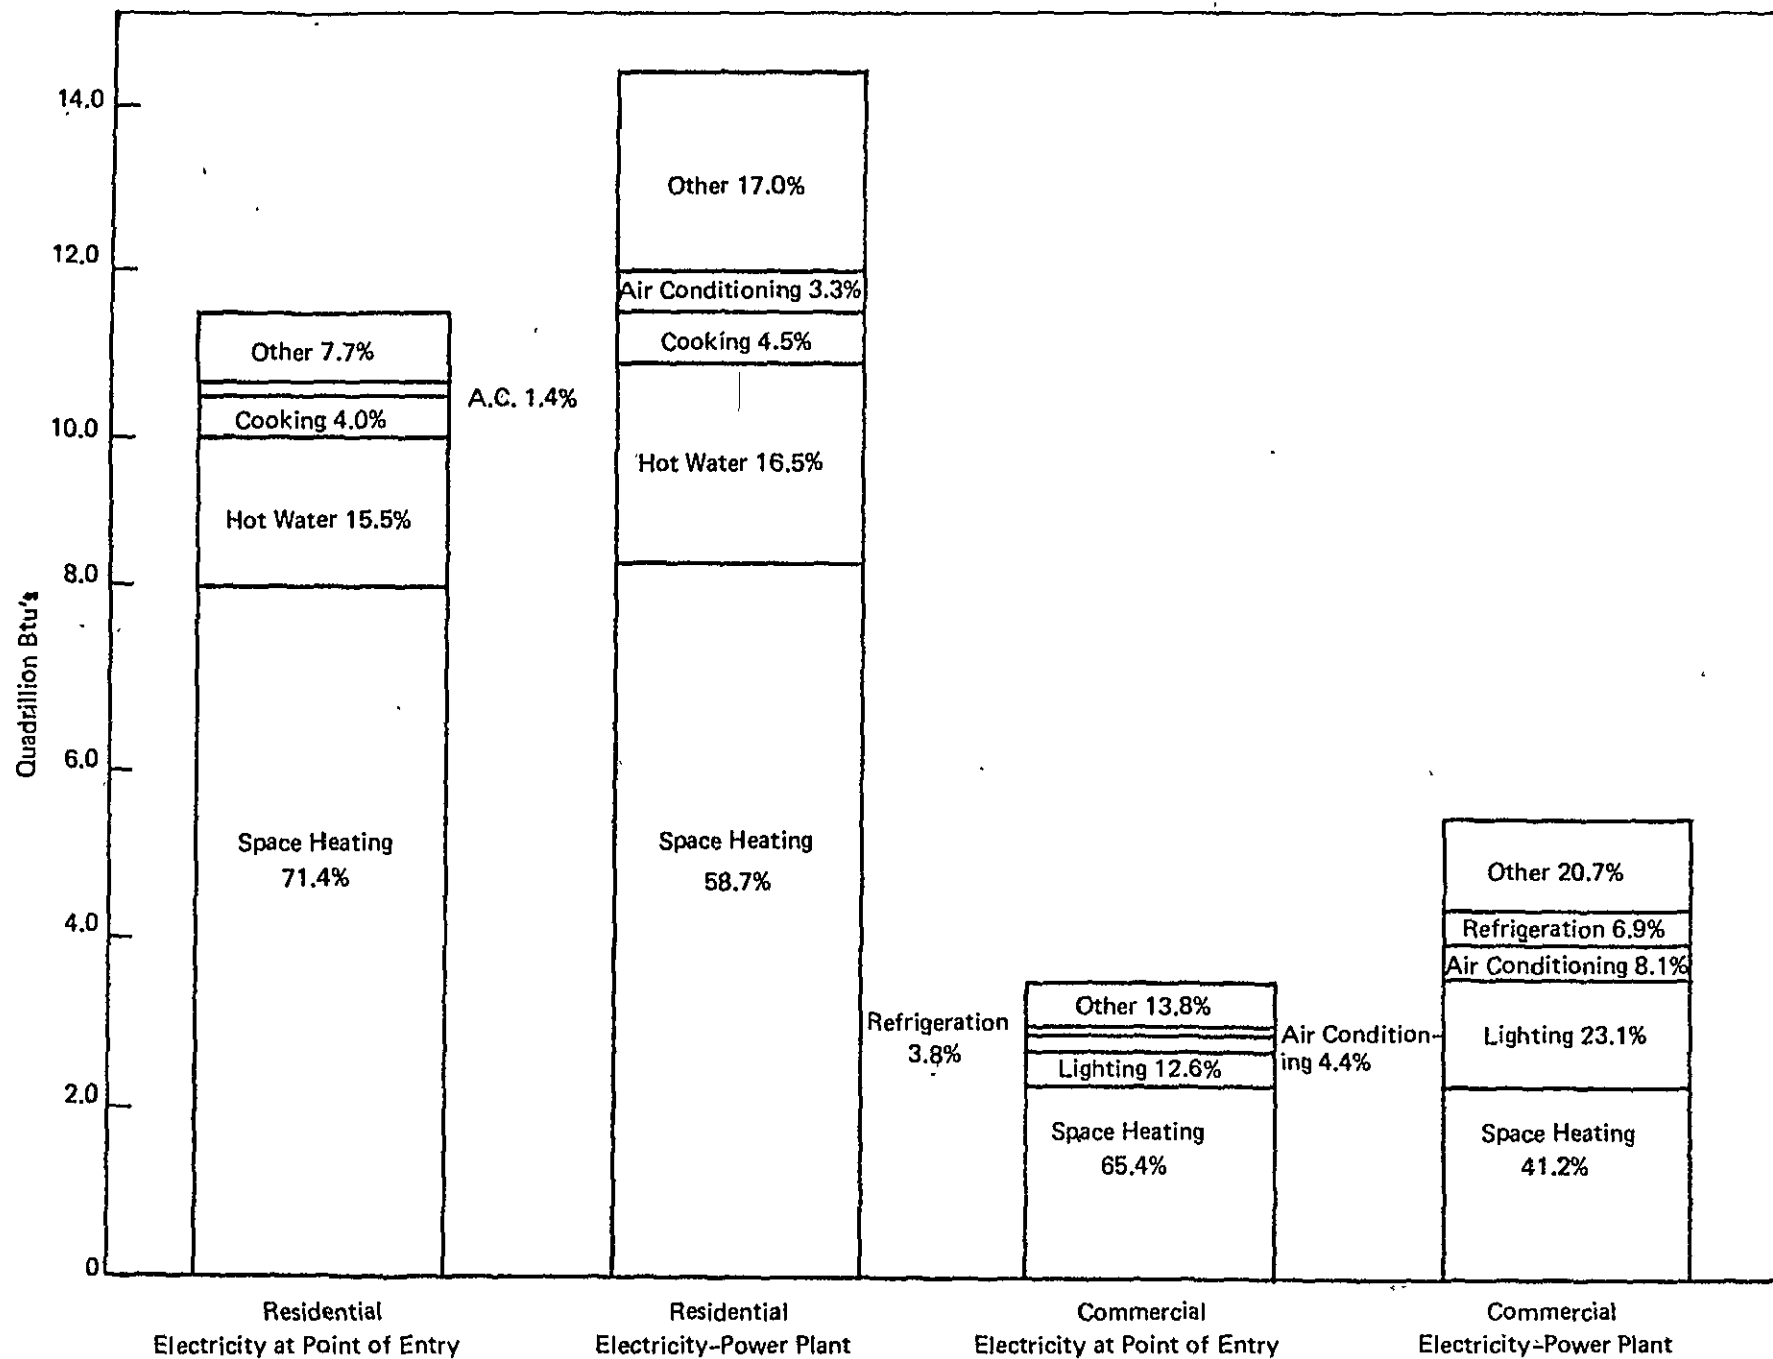 Quadrillion Btu's
14.0
12.0
10.0
8.0
6.0
4.0
2.0
0
Other 7.7%
A.C. 1.4%
Cooking 4.0%
Hot Water 15.5%
Space Heating
71.4%
Other 17.0%
Air Conditioning 3.3%
Cooking 4.5%
Hot Water 16.5%
Space Heating
58.7%
Other 13.8%
Refrigeration
3.8%
Air Condition-
ing 4.4%
Lighting 12.6%
Space Heating
65.4%
Other 20.7%
Refrigeration 6.9%
Air Conditioning 8.1%
Lighting 23.1%
Space Heating
41.2%
Residential
Electricity at Point of Entry
Residential
Electricity-Power Plant
Commercial
Electricity at Point of Entry
Commercial
Electricity-Power Plant